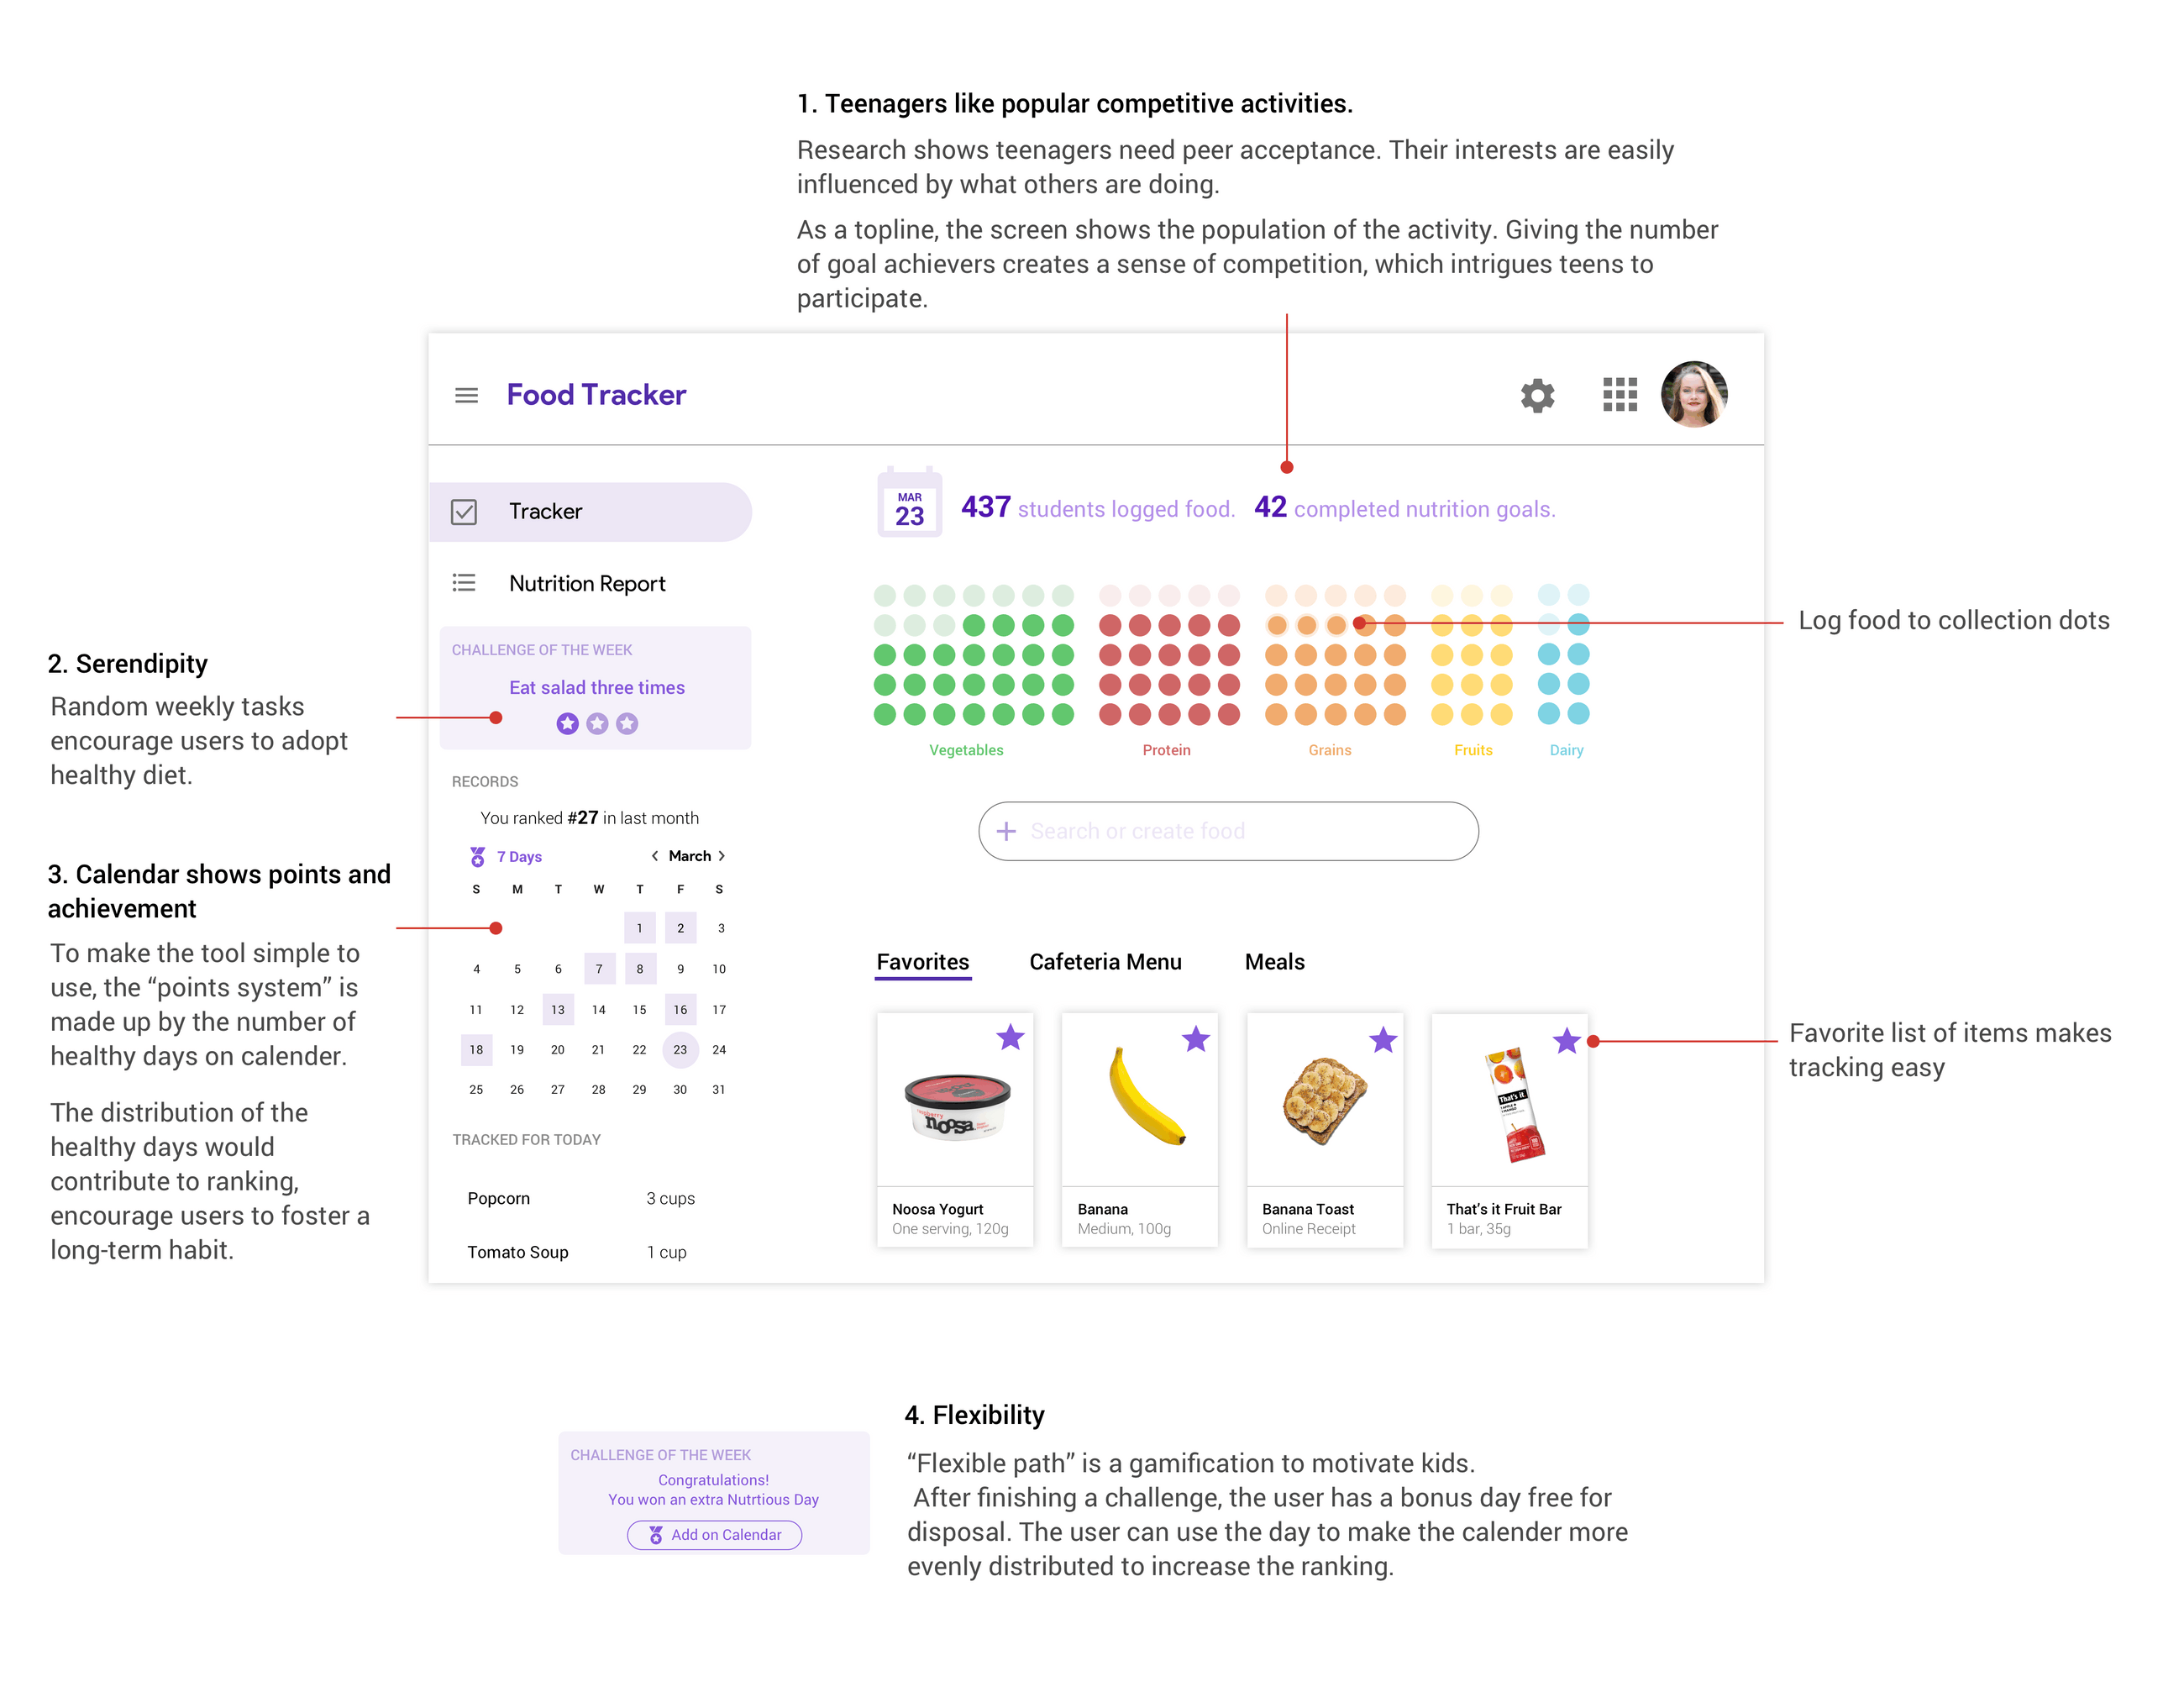 1. Teenagers like popular competitive activities.
Research shows teenagers need peer acceptance. Their interests are easily
influenced by what others are doing.
As a topline, the screen shows the population of the activity. Giving the number
of goal achievers creates a sense of competition, which intrigues teens to
participate.
Food Tracker
Tracker
Nutrition Report
CHALLENGE OF THE WEEK
Eat salad three times
2. Serendipity
Random weekly tasks
encourage users to adopt
healthy diet.
RECORDS
You ranked #27 in last month
7 Days
< March >
S M T W T F S
1 2 3
4 5 6 7 8 9 10
11 12 13 14 15 16 17
18 19 20 21 22 23 24
25 26 27 28 29 30 31
3. Calendar shows points and
achievement
To make the tool simple to
use, the “points system” is
made up by the number of
healthy days on calender.
The distribution of the
healthy days would
contribute to ranking,
encourage users to foster a
long-term habit.
TRACKED FOR TODAY
Popcorn 3 cups
Tomato Soup 1 cup
MAR
23
437 students logged food. 42 completed nutrition goals.
Vegetables Protein Grains Fruits Dairy
Log food to collection dots
+ Search or create food
Favorites Cafeteria Menu Meals
noosa
That's it.
Noosa Yogurt
One serving, 120g
Banana
Medium, 100g
Banana Toast
Online Receipt
That's it Fruit Bar
1 bar, 35g
Favorite list of items makes
tracking easy
CHALLENGE OF THE WEEK
Congratulations!
You won an extra Nutrtious Day
Add on Calendar
4. Flexibility
“Flexible path” is a gamification to motivate kids.
After finishing a challenge, the user has a bonus day free for
disposal. The user can use the day to make the calender more
evenly distributed to increase the ranking.